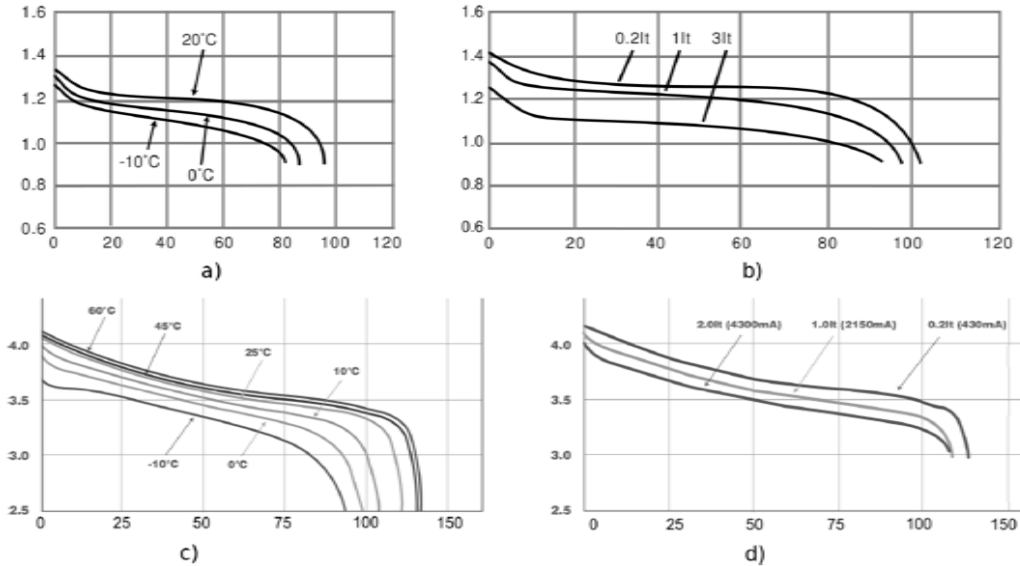 1.6 1.6
1.4 20°C 1.4 0.2It 1It 3It
1.2 1.2
1.0 1.0
-10°C 0°C
0.8 0.8
0.6 0.6
0 20 40 60 80 100 120 0 20 40 60 80 100 120
a) b)
60°C
45°C 2.0It (4300mA) 1.0It (2150mA) 0.2It (430mA)
4.0 4.0
25°C
10°C
3.5 3.5
-10°C 0°C
3.0 3.0
2.5 2.5
0 25 50 75 100 150 0 25 50 75 100 150
c) d)